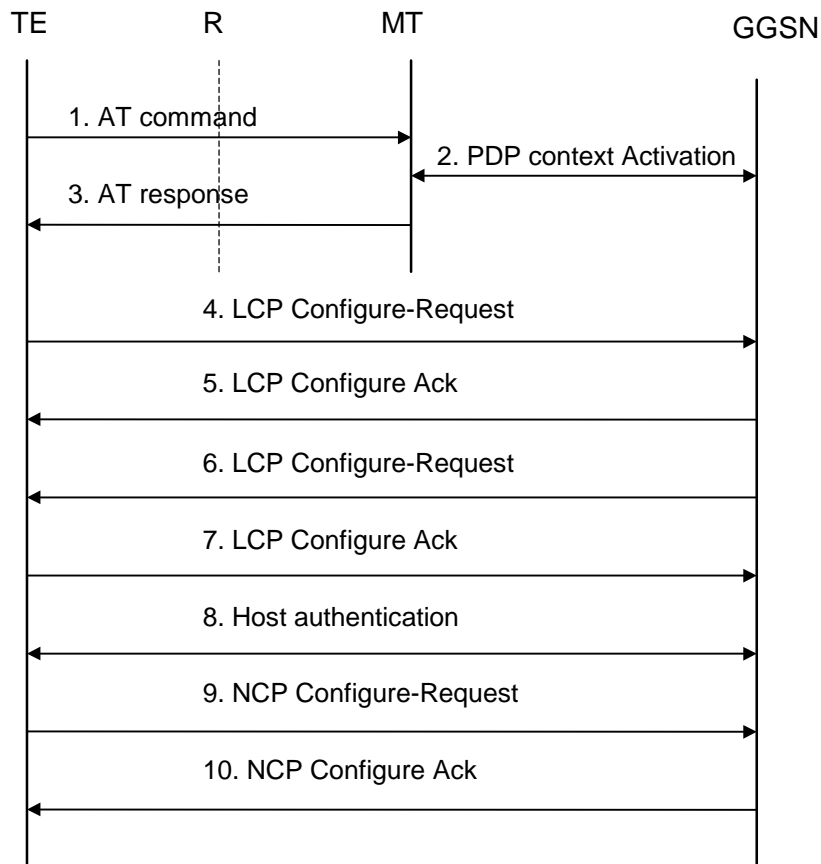 TE
R
MT
GGSN
1. AT command
2. PDP context Activation
3. AT response
4. LCP Configure-Request
5. LCP Configure Ack
6. LCP Configure-Request
7. LCP Configure Ack
8. Host authentication
9. NCP Configure-Request
10. NCP Configure Ack